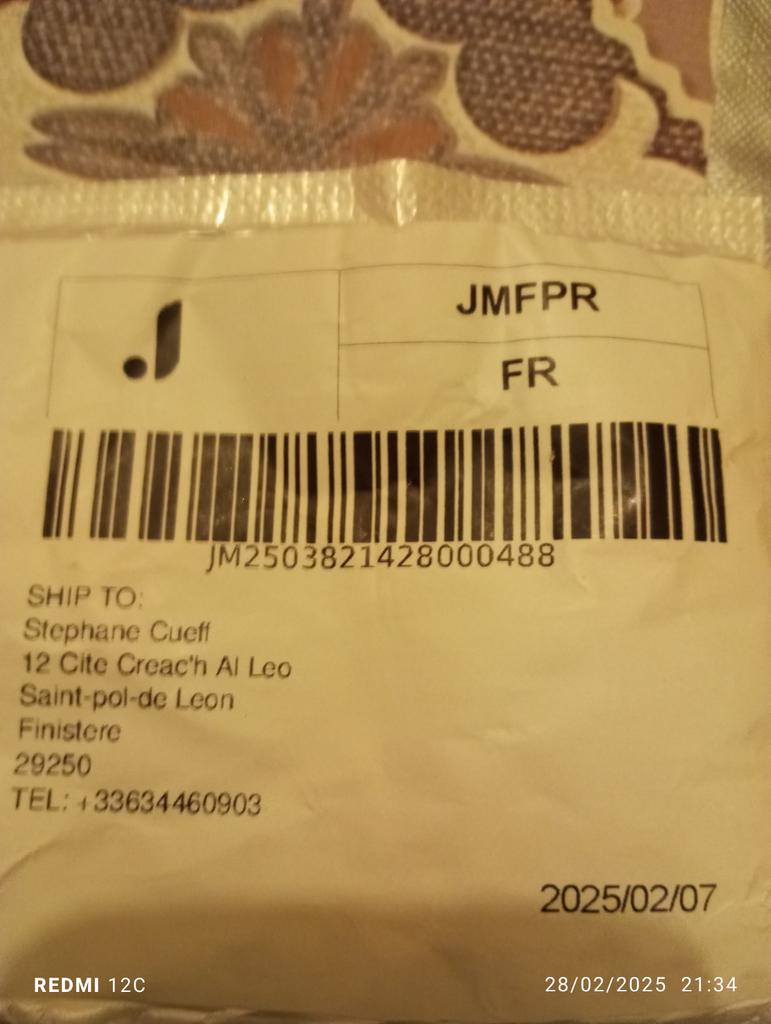 JMFPR
FR
JM2503821428000488
SHIP TO:
Stephane Cueff
12 Cite Creac'h Al Leo
Saint-pol-de Leon
Finistere
29250
TEL: +33634460903
2025/02/07
REDMI 12C
28/02/2025 21:34